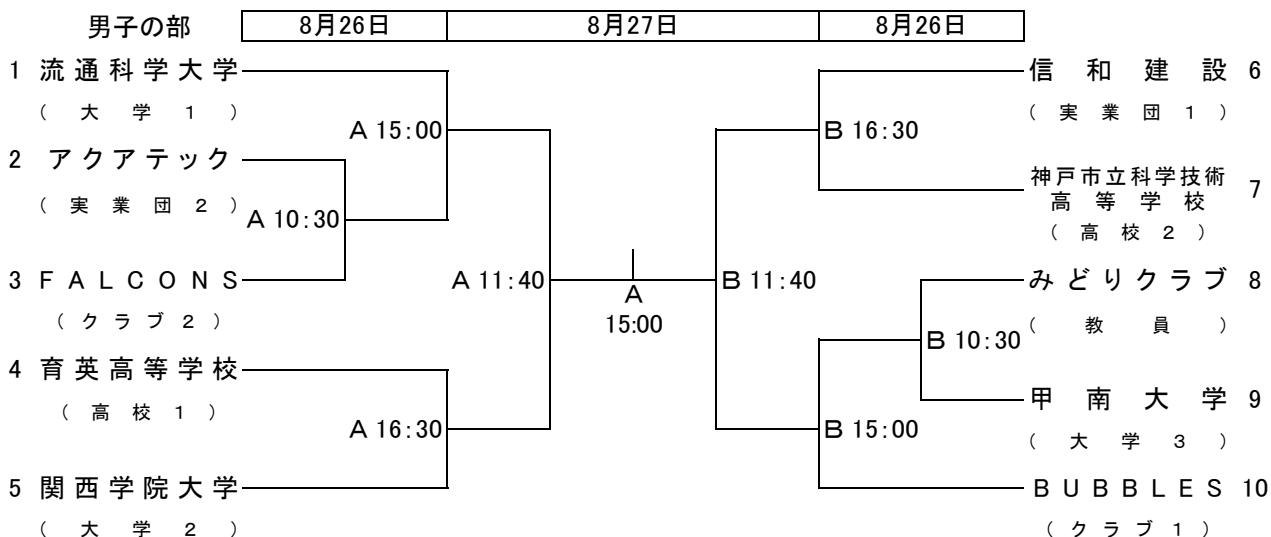 男子の部 8月26日 8月27日 8月26日
1 流通科学大学
(大学1)
A 15:00
2 アクアテック
(実業団2)
A 10:30
3 FALCONS
(クラブ2)
A 11:40
4 育英高等学校
(高校1)
A 16:30
5 関西学院大学
(大学2)
A
15:00
信和建設 6
(実業団1)
B 16:30
神戸市立科学技術
高等学校 7
(高校2)
B 11:40
みどりクラブ 8
(教員)
B 10:30
甲南大学 9
(大学3)
B 15:00
BUBBLES 10
(クラブ1)